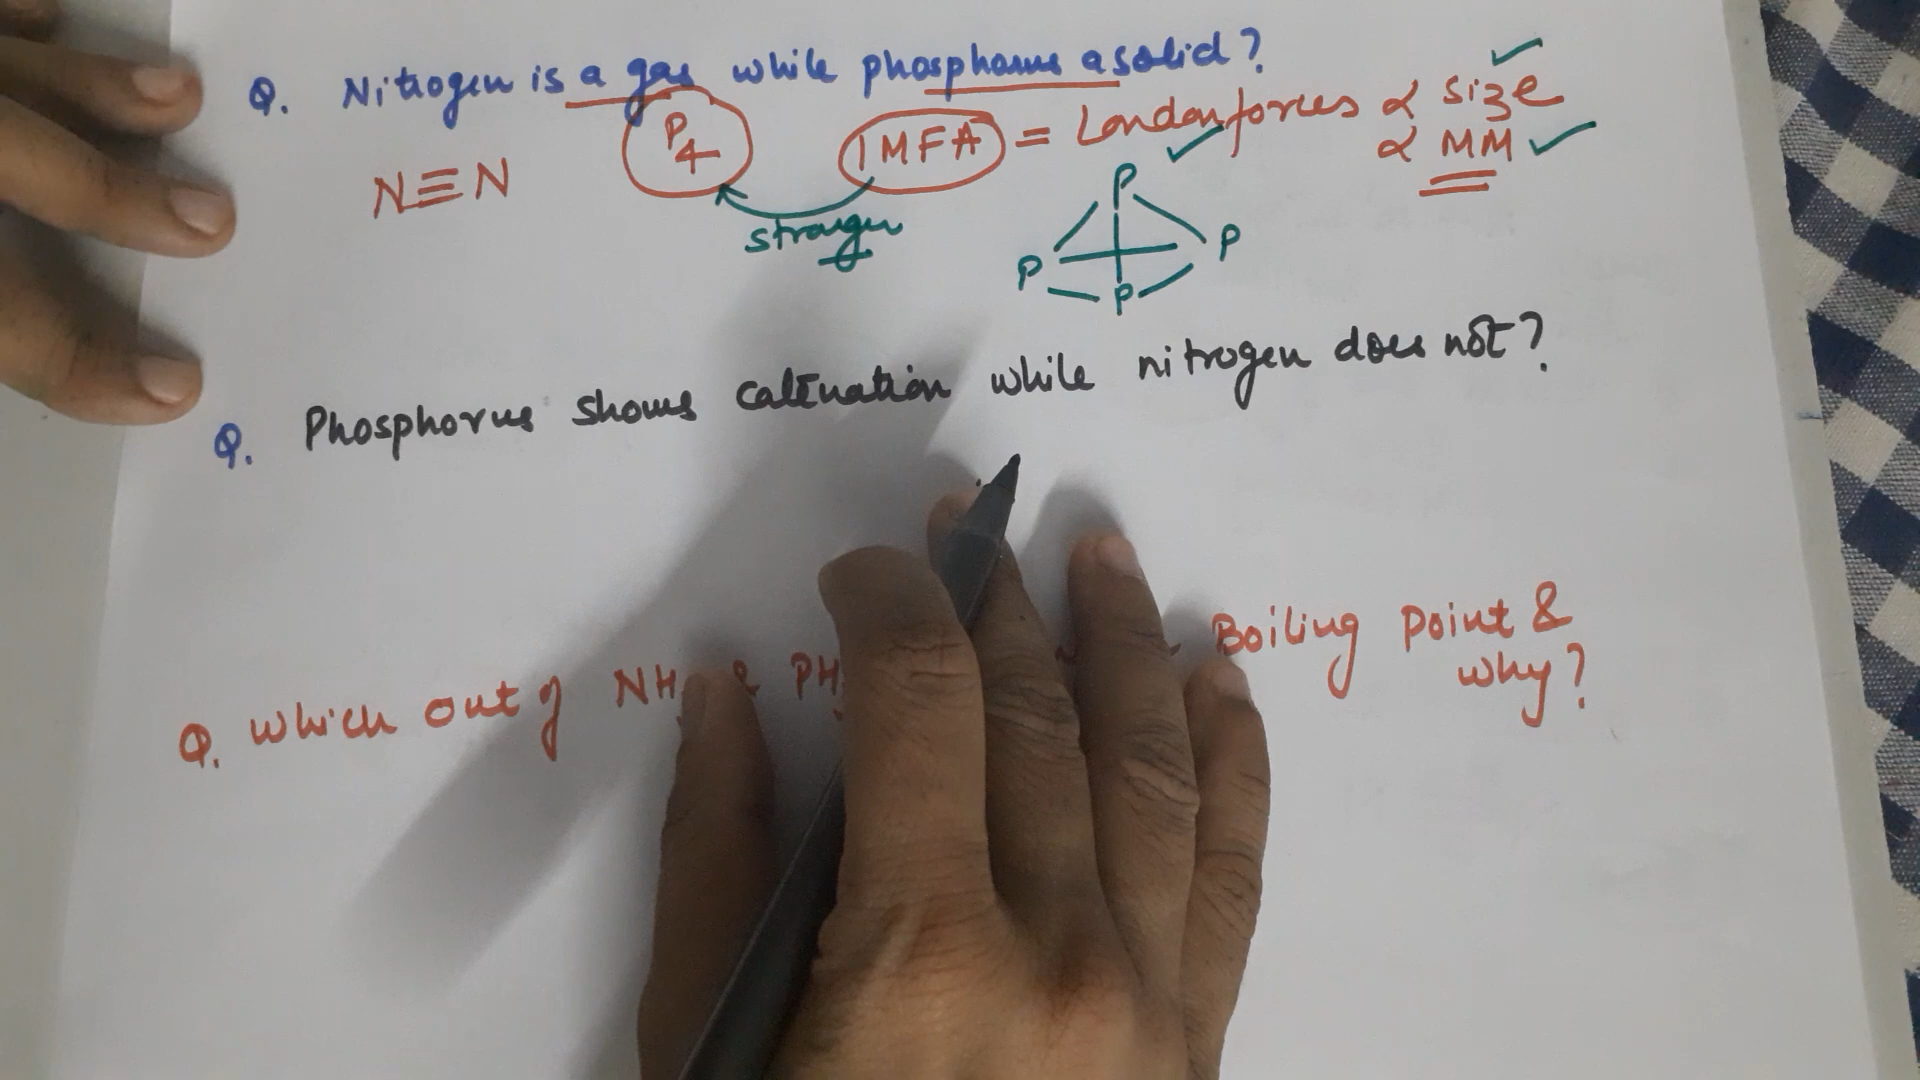 Q. Nitrogen is a gas while phosphorus a solid?
N≡N P4 IMFA = London forces ∝ size
∝ MM
stronger
P
P P
P
Q. Phosphorus shows catenation while nitrogen does not?
Q. Which out of NH & PH Boiling Point &
why?